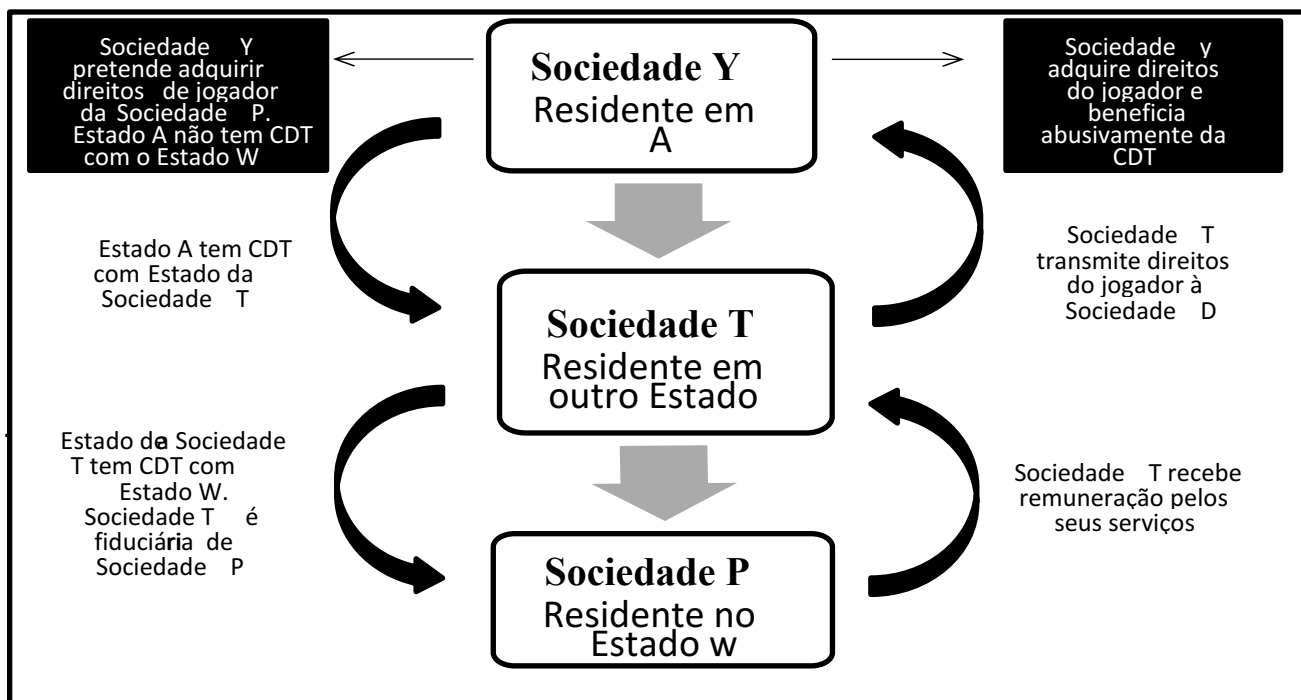 Sociedade Y
pretende adquirir
direitos de jogador
da Sociedade P.
Estado A não tem CDT
com o Estado W
Sociedade Y
Residente em
A
Sociedade y
adquire direitos
do jogador e
beneficia
abusivamente da
CDT
Estado A tem CDT
com Estado da
Sociedade T
Sociedade T
Residente em
outro Estado
Sociedade T
transmite direitos
do jogador à
Sociedade D
Estado da Sociedade
T tem CDT com
Estado W.
Sociedade T é
fiduciária de
Sociedade P
Sociedade P
Residente no
Estado w
Sociedade T recebe
remuneração pelos
seus serviços